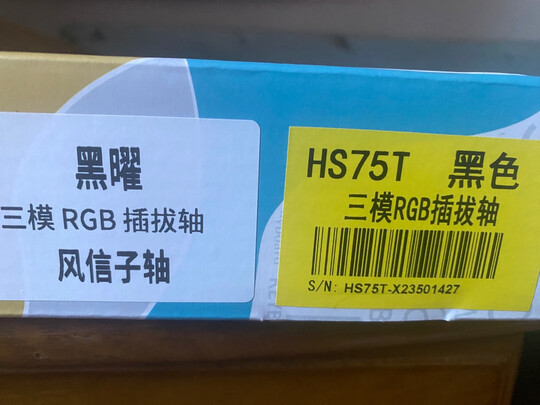 黑曜
三模 RGB 插拔轴
风信子轴
HS75T 黑色
三模RGB插拔轴
S/N: HS75T-X23501427